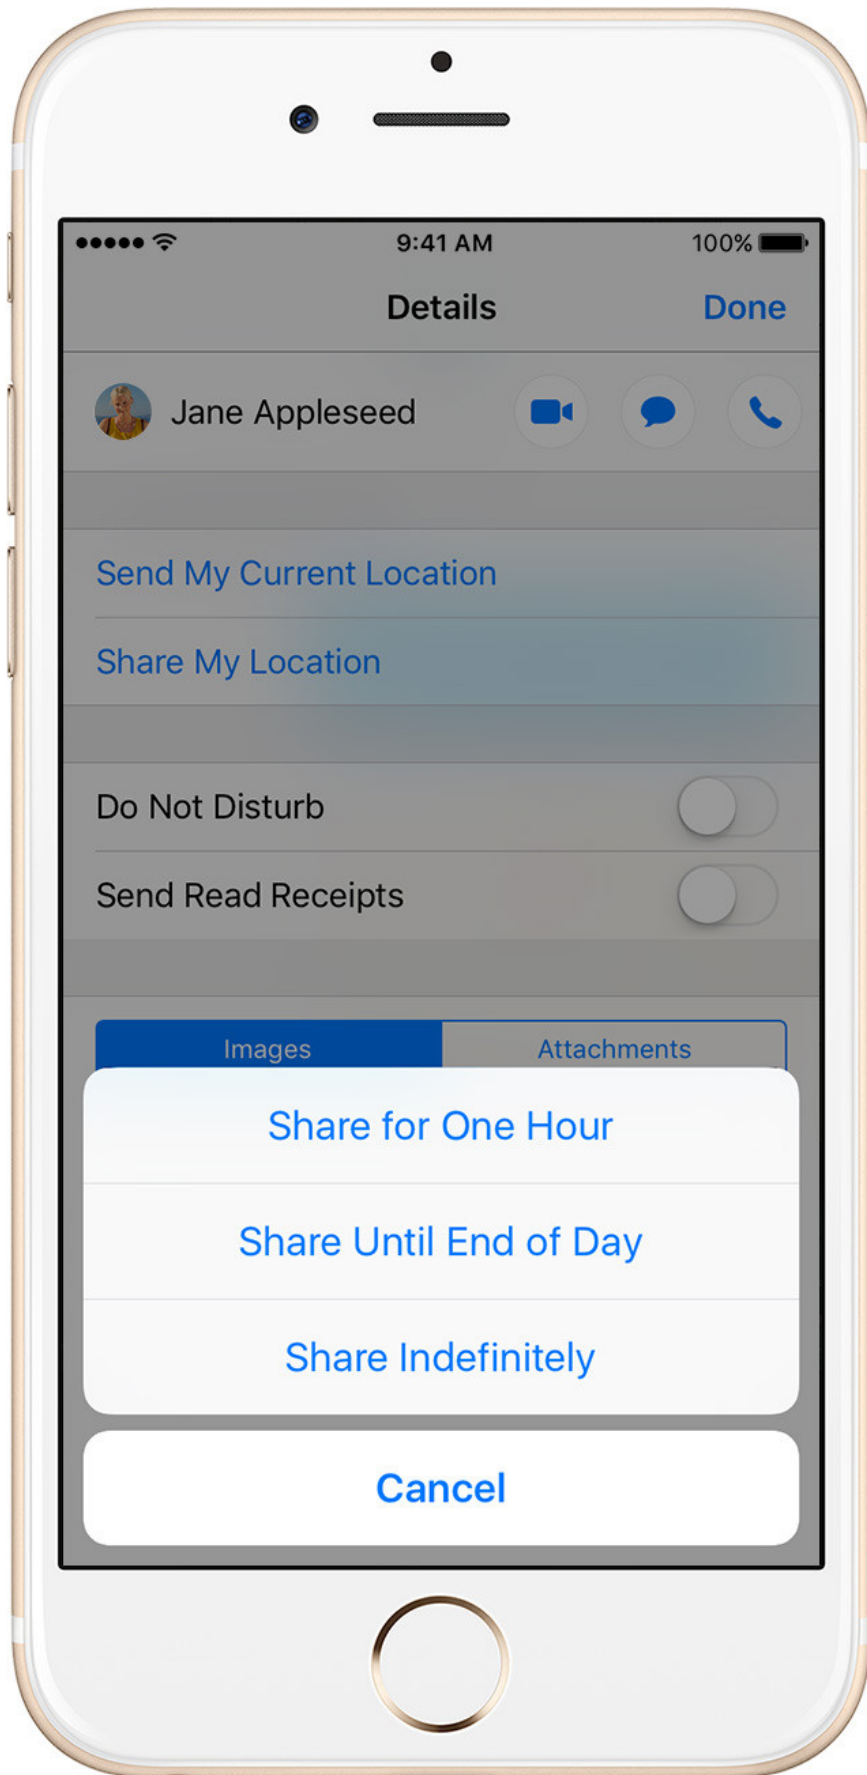 9:41 AM 100%
Details Done
Jane Appleseed
Send My Current Location
Share My Location
Do Not Disturb
Send Read Receipts
Images Attachments
Share for One Hour
Share Until End of Day
Share Indefinitely
Cancel